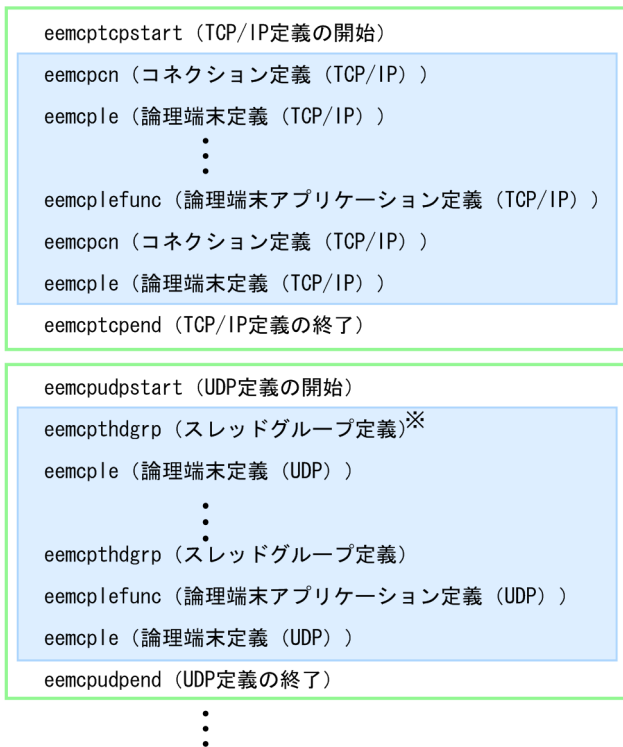 eemcptcpstart（TCP/IP定義の開始）
eemcpcn（コネクション定義（TCP/IP））
eemcple（論理端末定義（TCP/IP））
eemcplefunc（論理端末アプリケーション定義（TCP/IP））
eemcpcn（コネクション定義（TCP/IP））
eemcple（論理端末定義（TCP/IP））
eemcptcpend（TCP/IP定義の終了）
eemcpudpstart（UDP定義の開始）
eemcpthdgrp（スレッドグループ定義）※
eemcple（論理端末定義（UDP））
eemcpthdgrp（スレッドグループ定義）
eemcplefunc（論理端末アプリケーション定義（UDP））
eemcple（論理端末定義（UDP））
eemcpudpend（UDP定義の終了）